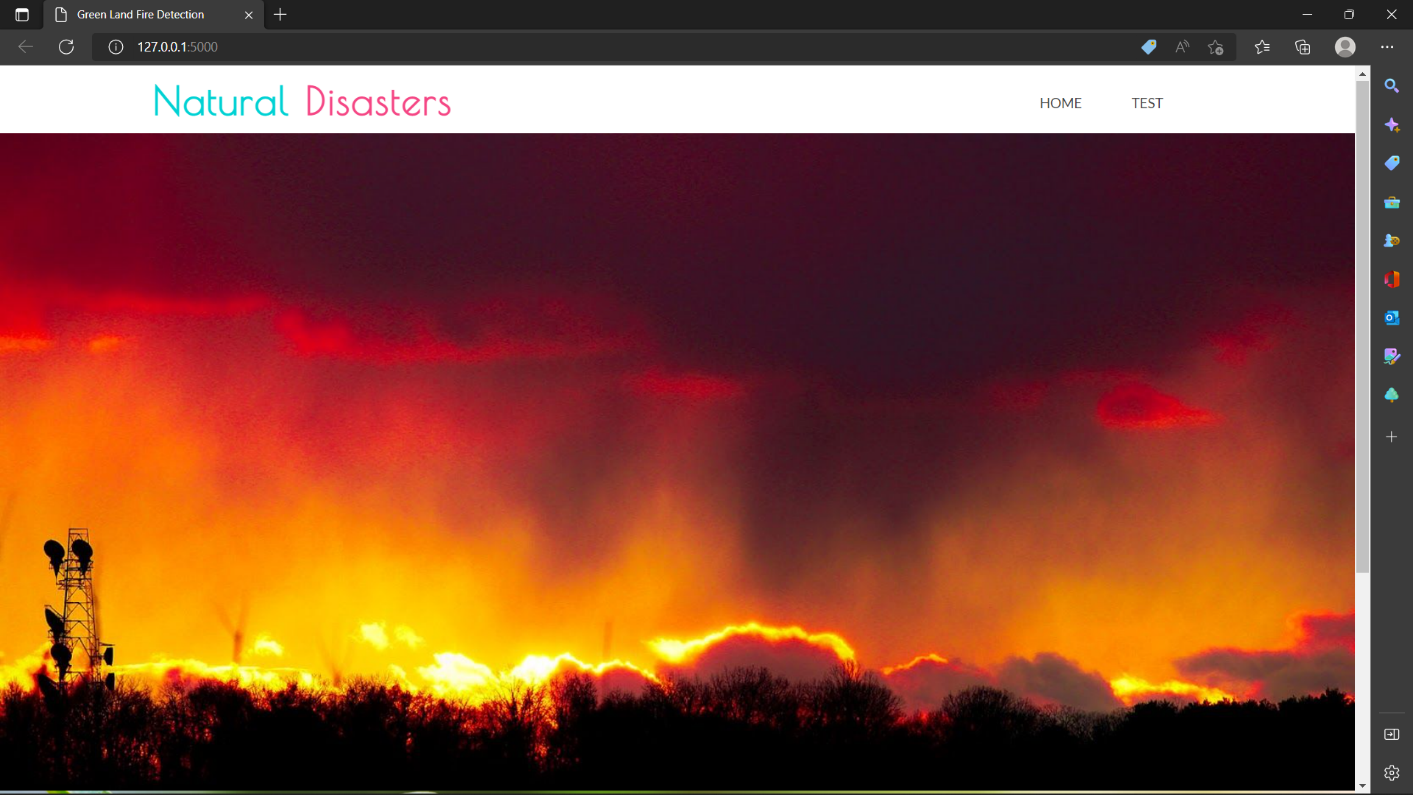 Green Land Fire Detection
127.0.0.1:5000
Natural Disasters
HOME TEST